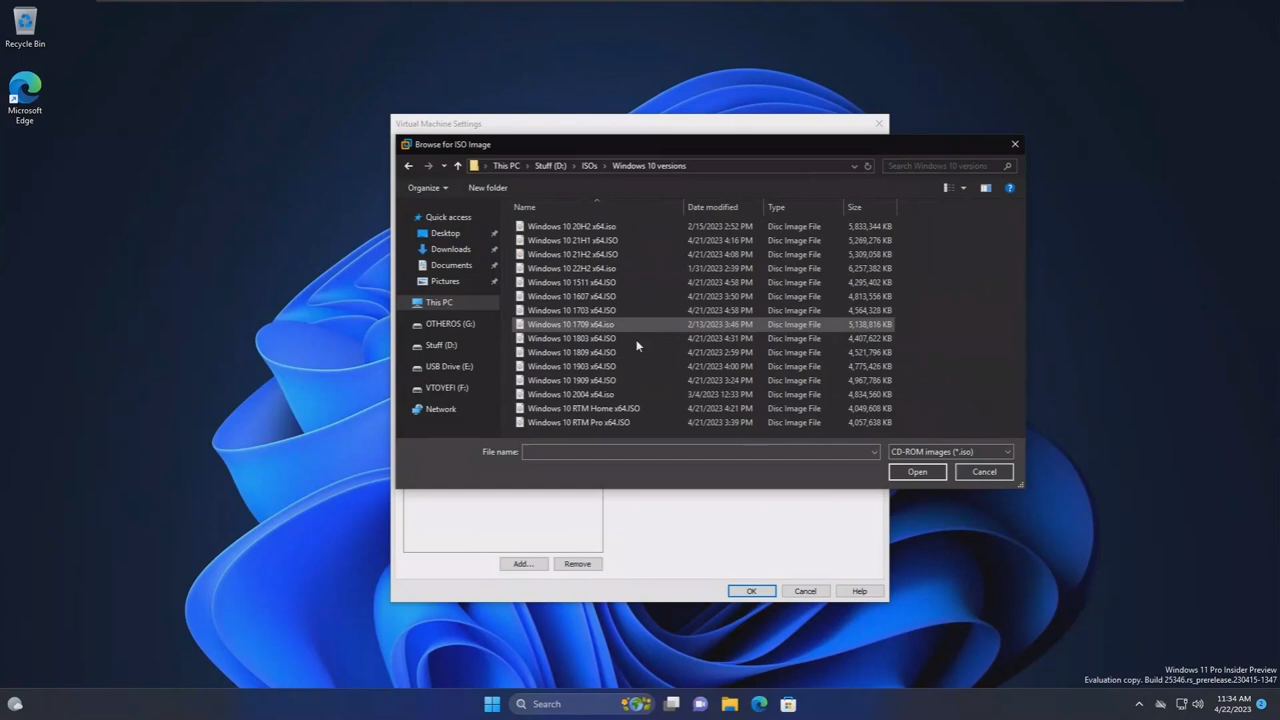 Recycle Bin
Microsoft
Edge
Virtual Machine Settings
Browse for ISO Image
This PC > Stuff (D:) > ISOs > Windows 10 versions
Search Windows 10 versions
Organize
New folder
Name Date modified Type Size
Windows 10 20H2 x64.iso 2/15/2023 2:52 PM Disc Image File 5,833,344 KB
Windows 10 21H1 x64.ISO 4/21/2023 4:16 PM Disc Image File 5,269,276 KB
Windows 10 21H2 x64.ISO 4/21/2023 4:08 PM Disc Image File 5,309,058 KB
Windows 10 22H2 x64.iso 1/31/2023 2:39 PM Disc Image File 6,257,382 KB
Windows 10 1511 x64.ISO 4/21/2023 4:58 PM Disc Image File 4,295,402 KB
Windows 10 1607 x64.ISO 4/21/2023 3:50 PM Disc Image File 4,813,556 KB
Windows 10 1703 x64.ISO 4/21/2023 4:58 PM Disc Image File 4,564,328 KB
Windows 10 1709 x64.iso 2/13/2023 3:46 PM Disc Image File 5,138,816 KB
Windows 10 1803 x64.ISO 4/21/2023 4:31 PM Disc Image File 4,407,622 KB
Windows 10 1809 x64.ISO 4/21/2023 2:59 PM Disc Image File 4,521,796 KB
Windows 10 1903 x64.ISO 4/21/2023 4:00 PM Disc Image File 4,775,426 KB
Windows 10 1909 x64.ISO 4/21/2023 3:24 PM Disc Image File 4,967,786 KB
Windows 10 2004 x64.iso 3/4/2023 12:33 PM Disc Image File 4,834,560 KB
Windows 10 RTM Home x64.ISO 4/21/2023 4:21 PM Disc Image File 4,049,608 KB
Windows 10 RTM Pro x64.ISO 4/21/2023 3:39 PM Disc Image File 4,057,638 KB
Quick access
Desktop
Downloads
Documents
Pictures
This PC
OTHEROS (G:)
Stuff (D:)
USB Drive (E:)
VTOYEFI (F:)
Network
File name:
CD-ROM images (*.iso)
Open
Cancel
Add...
Remove
OK
Cancel
Help
Windows 11 Pro Insider Preview
Evaluation copy. Build 25346.rs_prerelease.230415-1347
Search
11:34 AM
4/22/2023
2